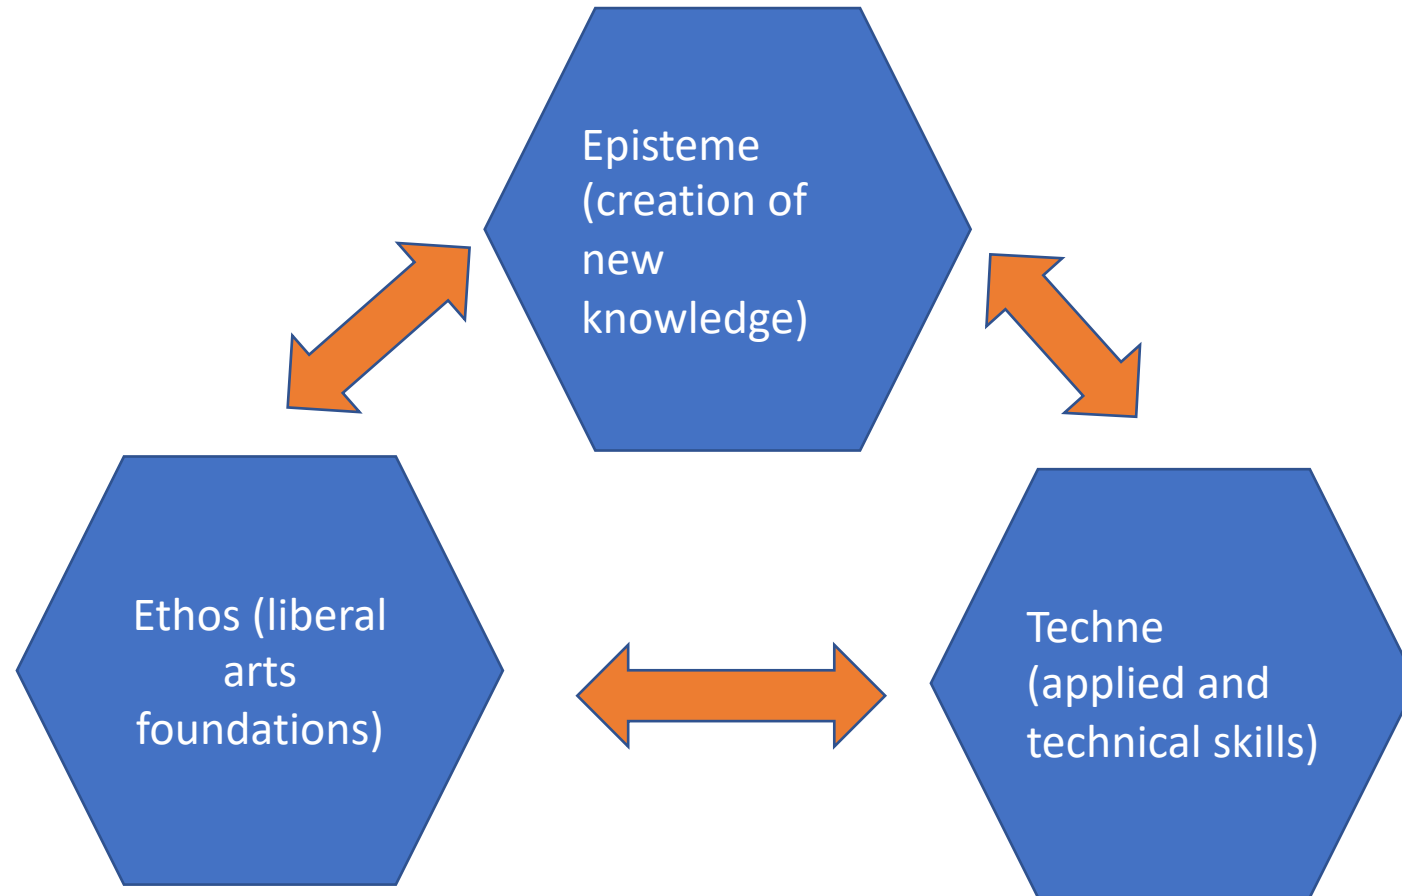 Episteme
(creation of
new
knowledge)
Ethos (liberal
arts
foundations)
Techne
(applied and
technical skills)